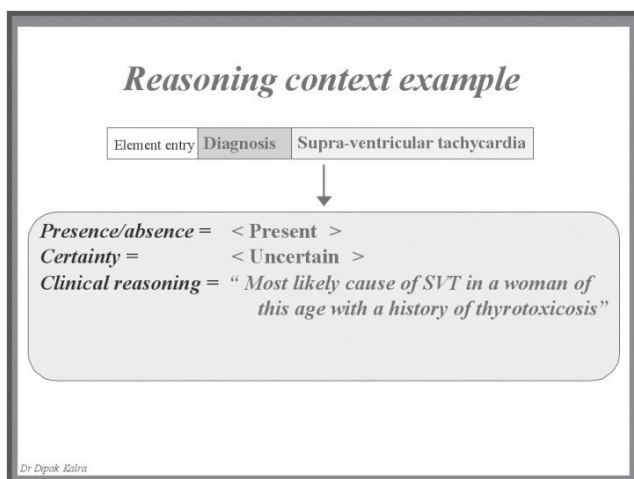 Reasoning context example
Element entry Diagnosis Supra-ventricular tachycardia
Presence/absence = < Present >
Certainty = < Uncertain >
Clinical reasoning = “ Most likely cause of SVT in a woman of
this age with a history of thyrotoxicosis”
Dr Dipak Kalra